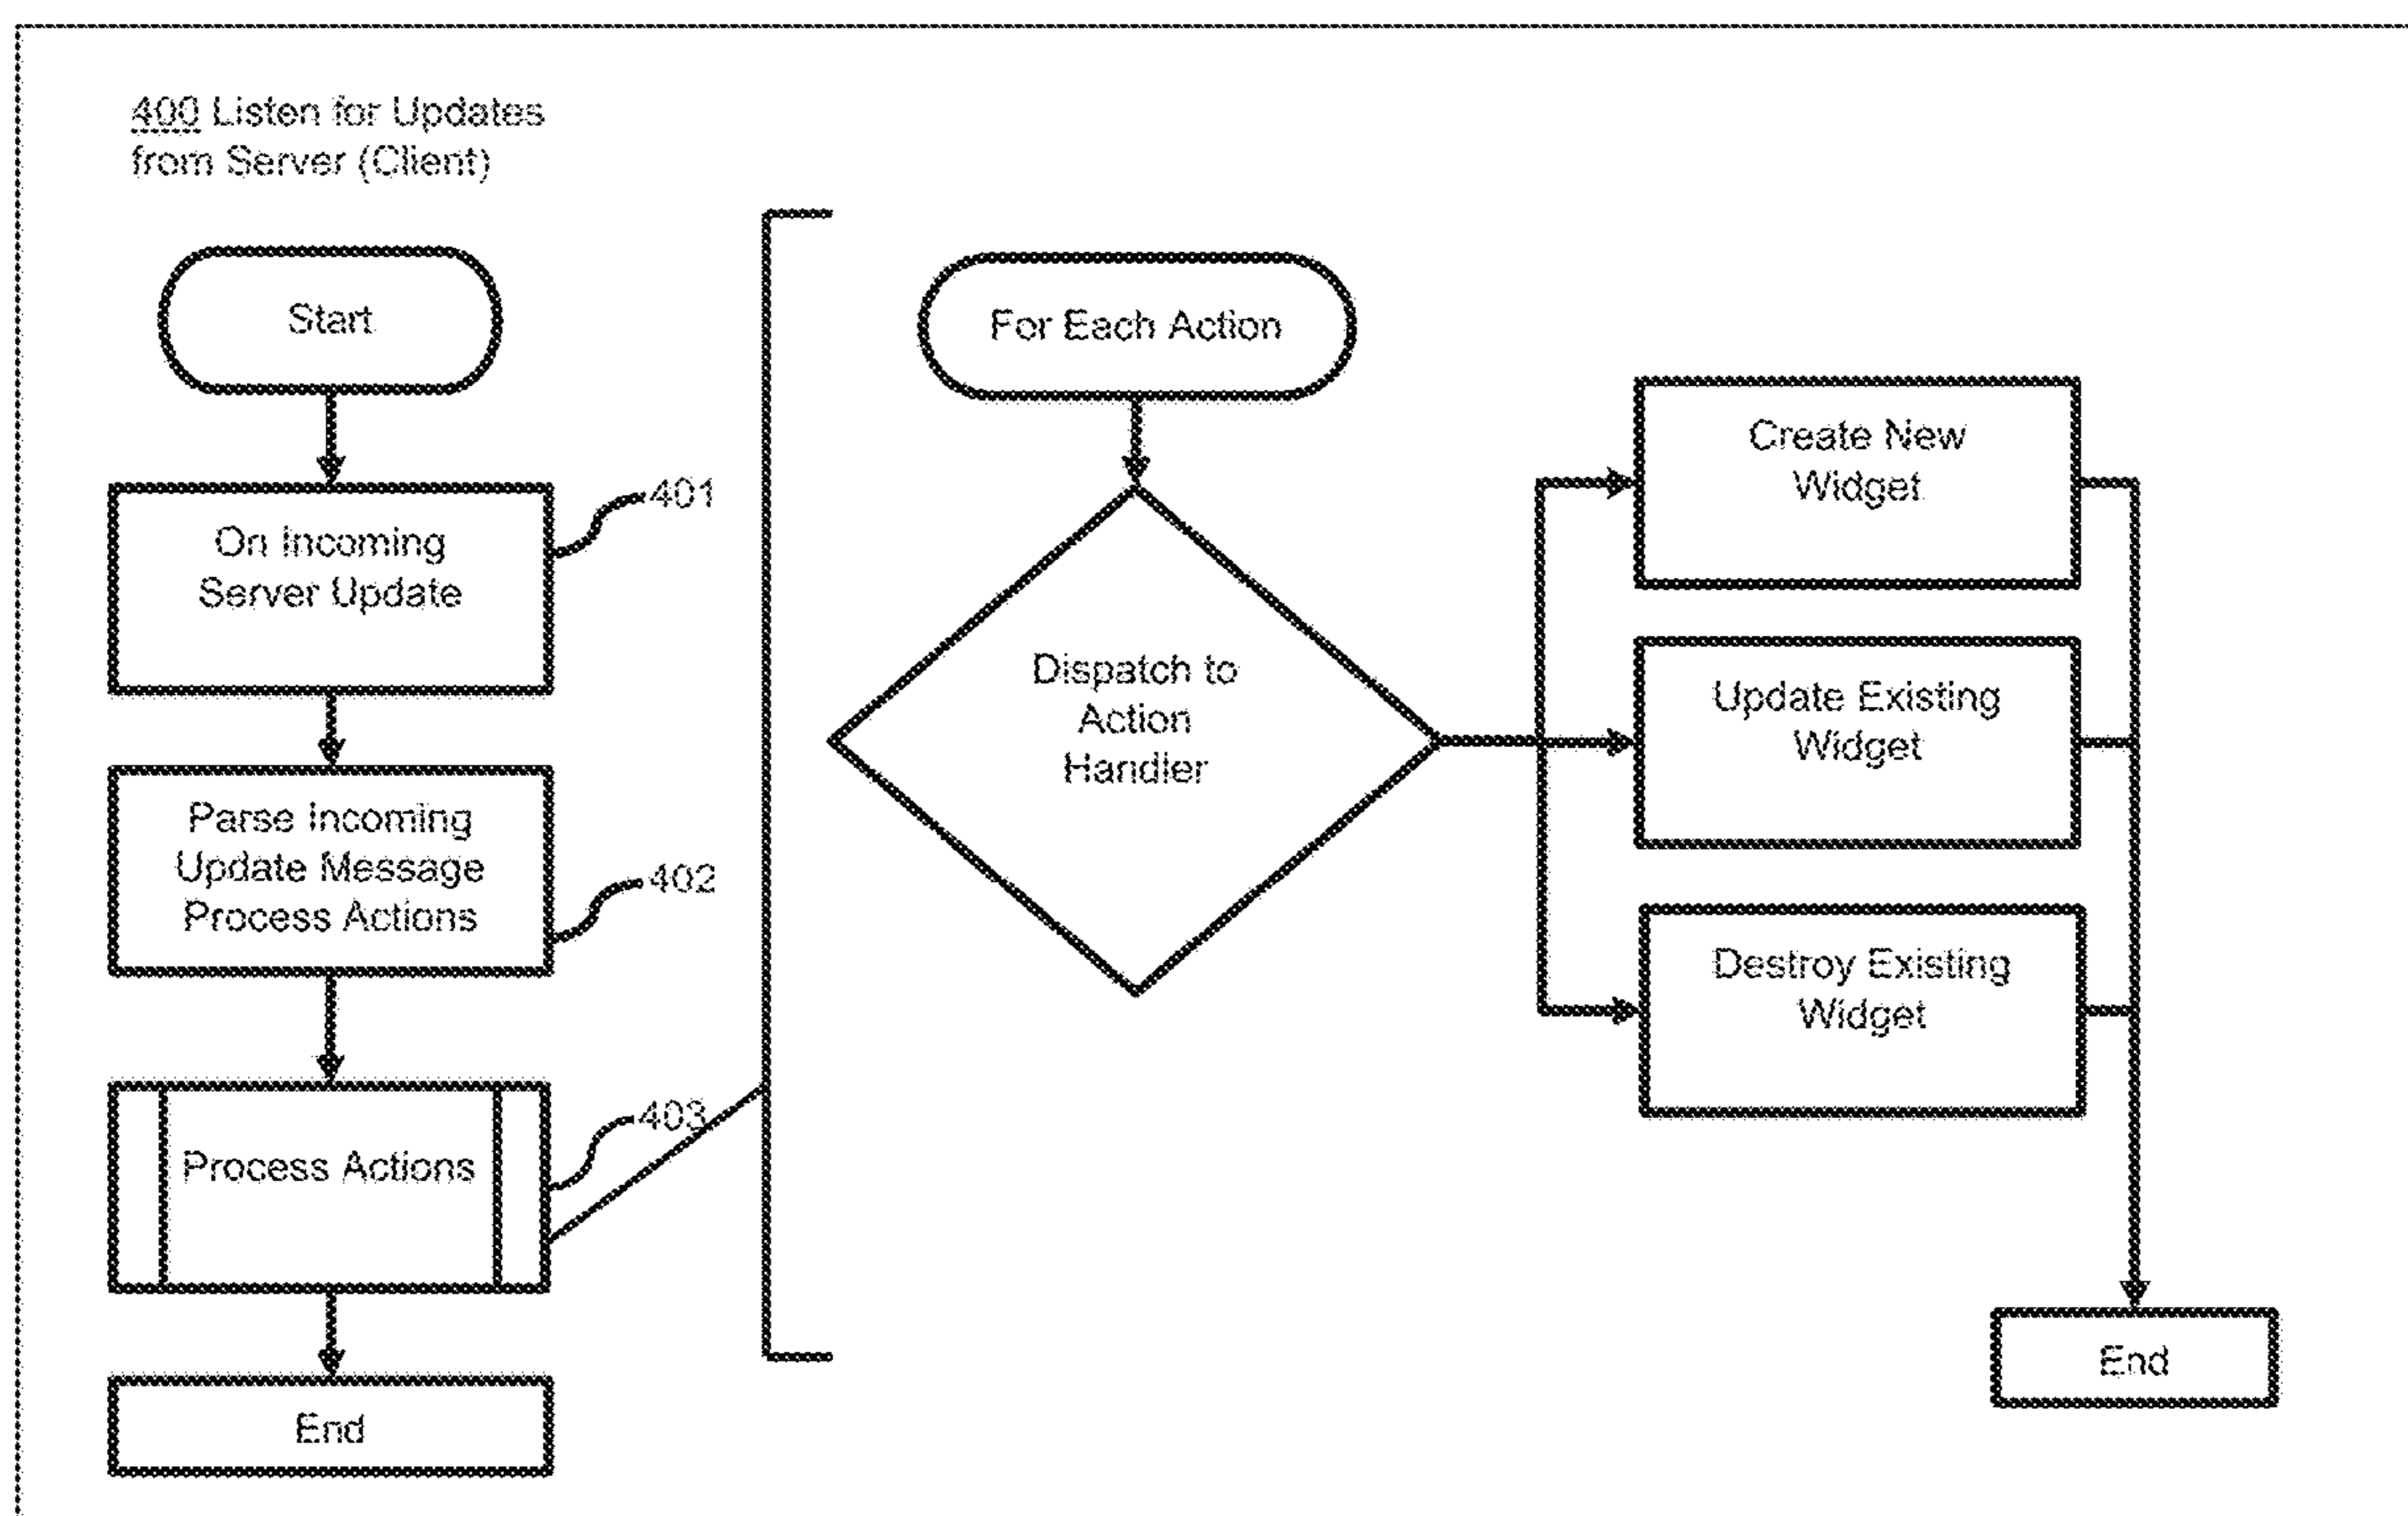 400 Listen for Updates
from Server (Client)
Start
On Incoming
Server Update
401
Parse Incoming
Update Message
Process Actions
402
Process Actions
403
End
For Each Action
Dispatch to
Action
Handler
Create New
Widget
Update Existing
Widget
Destroy Existing
Widget
End